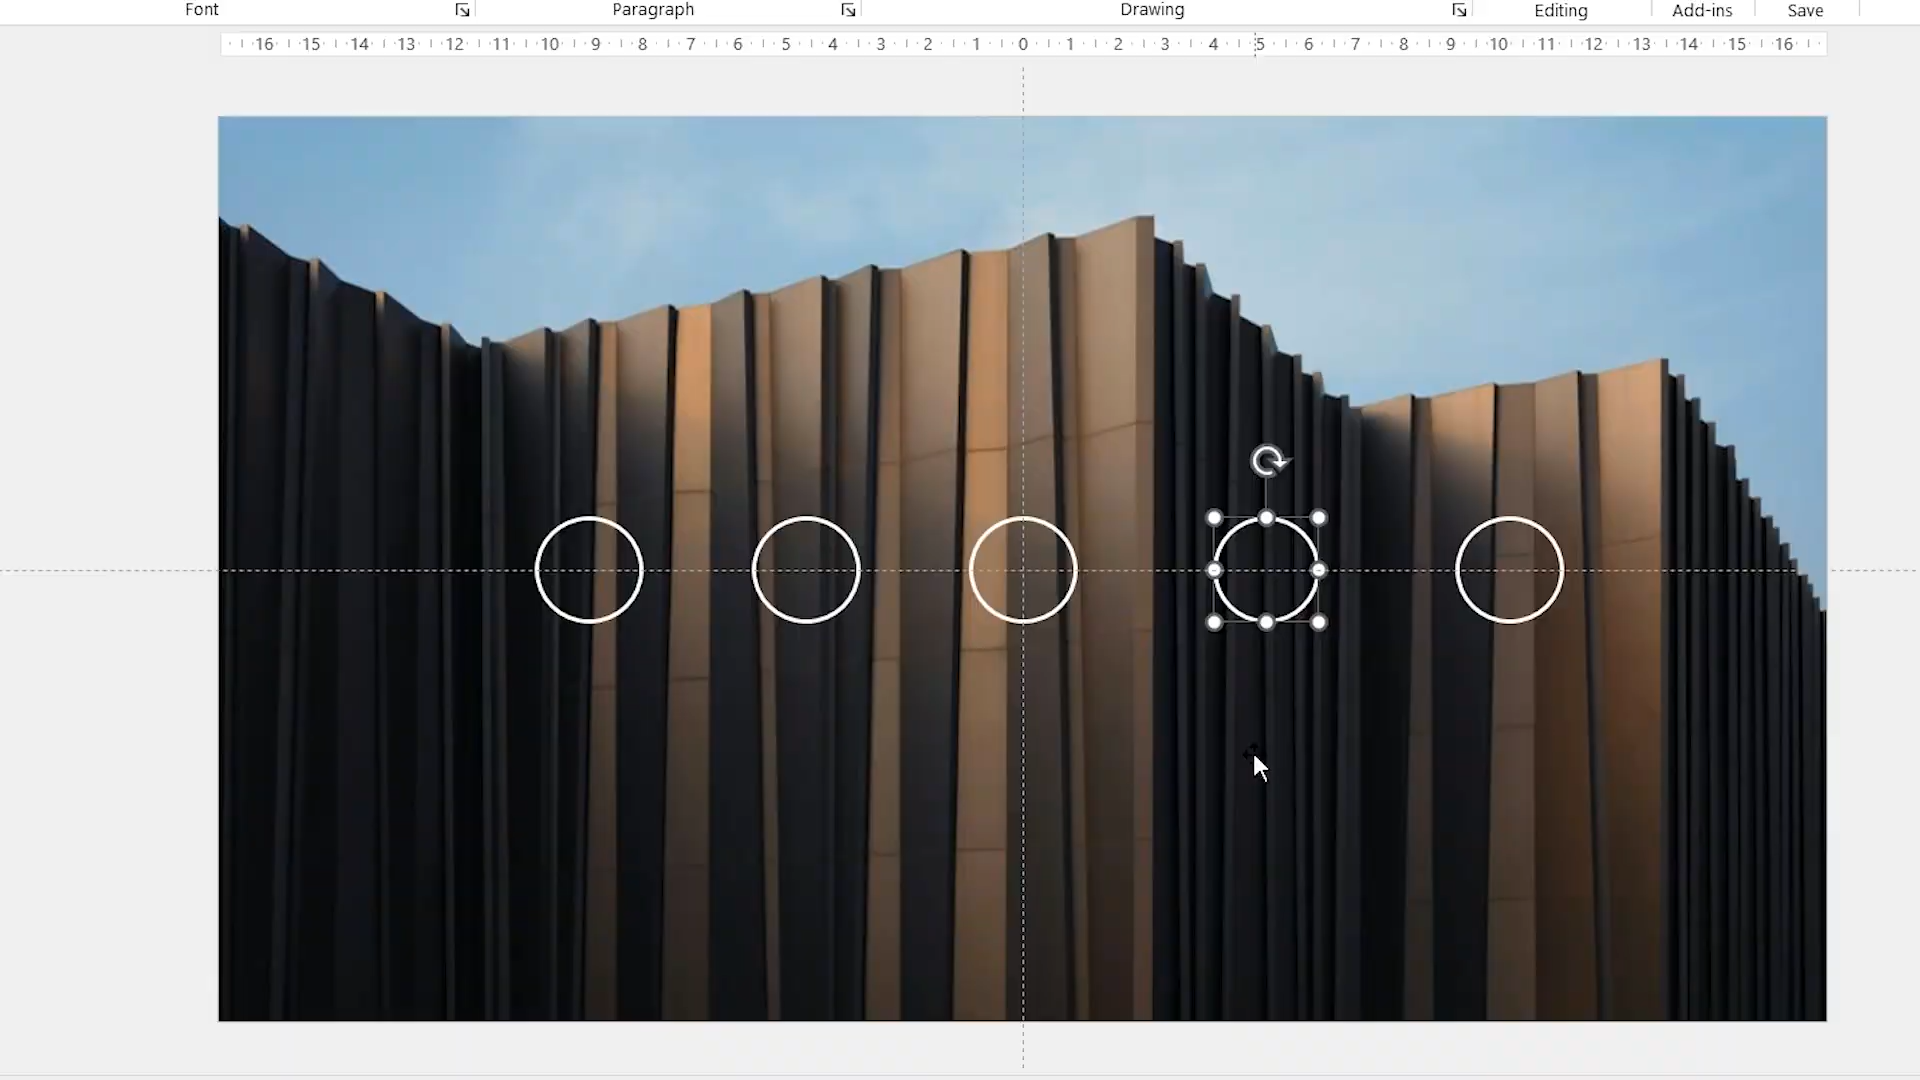 Font Paragraph Drawing Editing Add-ins Save
16 15 14 13 12 11 10 9 8 7 6 5 4 3 2 1 0 1 2 3 4 5 6 7 8 9 10 11 12 13 14 15 16